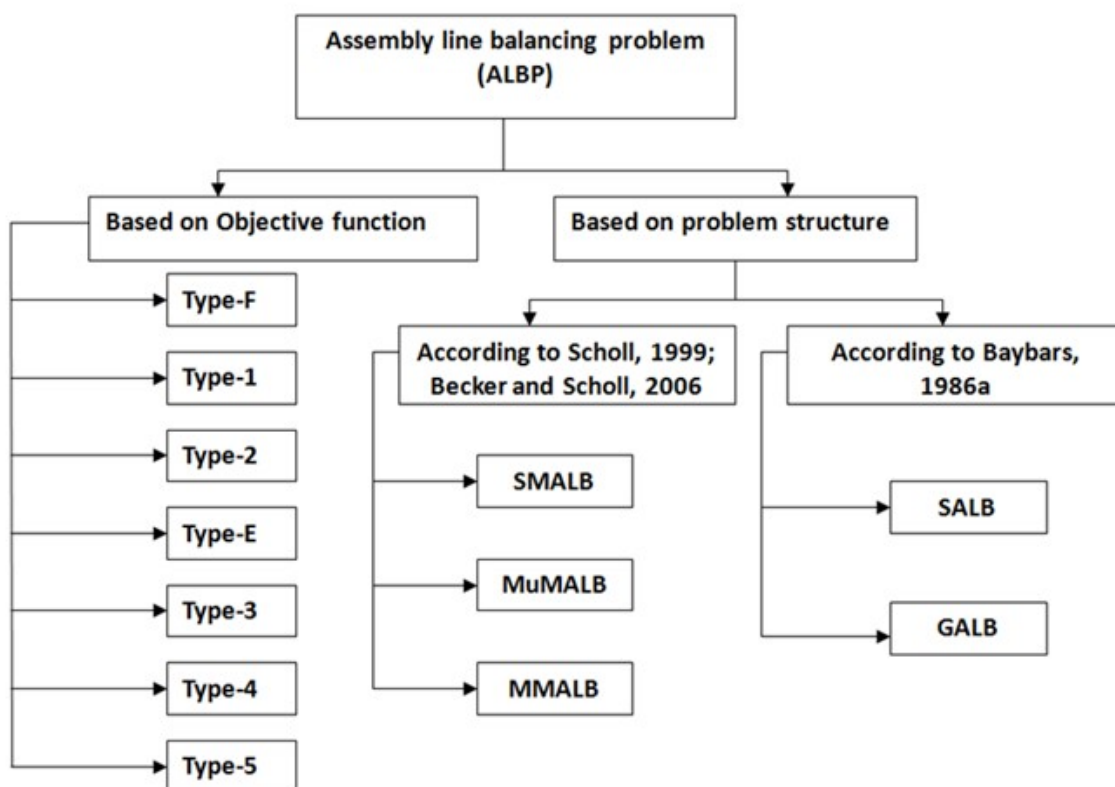 Assembly line balancing problem
(ALBP)
Based on Objective function
Type-F
Type-1
Type-2
Type-E
Type-3
Type-4
Type-5
Based on problem structure
According to Scholl, 1999;
Becker and Scholl, 2006
SMALB
MuMALB
MMALB
According to Baybars,
1986a
SALB
GALB